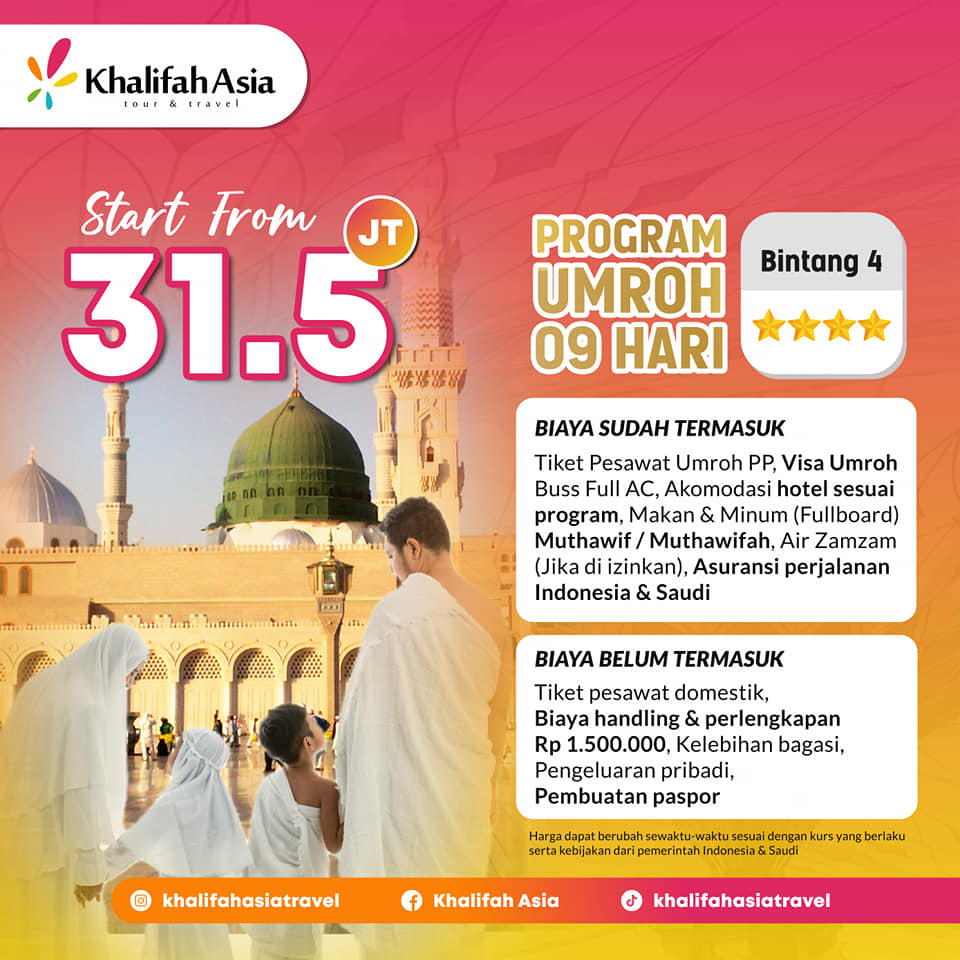 Khalifah Asia
tour & travel
Start From
31.5
JT
PROGRAM
UMROH
09 HARI
Bintang 4
BIAYA SUDAH TERMASUK
Tiket Pesawat Umroh PP, Visa Umroh
Buss Full AC, Akomodasi hotel sesuai
program, Makan & Minum (Fullboard)
Muthawif / Muthawifah, Air Zamzam
(Jika di izinkan), Asuransi perjalanan
Indonesia & Saudi
BIAYA BELUM TERMASUK
Tiket pesawat domestik,
Biaya handling & perlengkapan
Rp 1.500.000, Kelebihan bagasi,
Pengeluaran pribadi,
Pembuatan paspor
Harga dapat berubah sewaktu-waktu sesuai dengan kurs yang berlaku
serta kebijakan dari pemerintah Indonesia & Saudi
khalifahasiatravel
Khalifah Asia
khalifahasiatravel